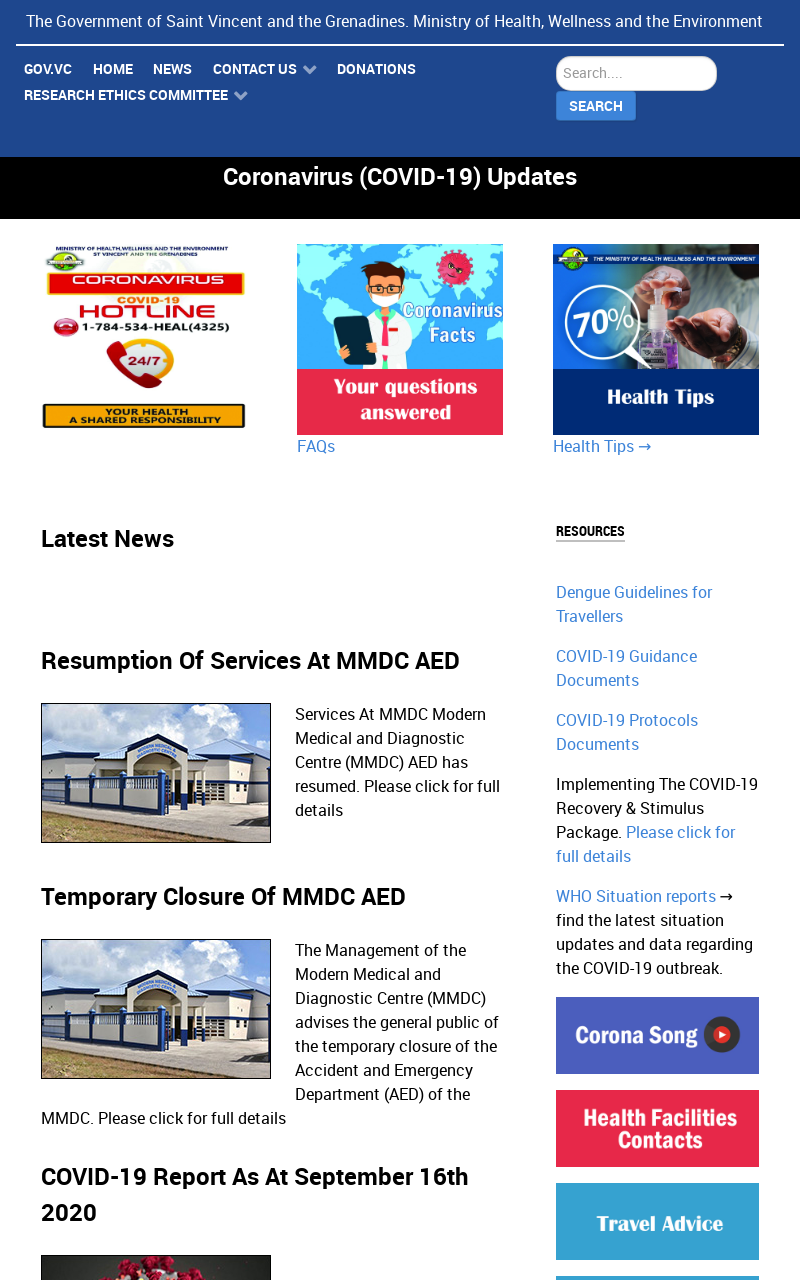 The Government of Saint Vincent and the Grenadines. Ministry of Health, Wellness and the Environment
GOV.VC HOME NEWS CONTACT US DONATIONS
RESEARCH ETHICS COMMITTEE
Search....
SEARCH
Coronavirus (COVID-19) Updates
MINISTRY OF HEALTH,WELLNESS AND THE ENVIRONMENT
ST VINCENT AND THE GRENADINES
CORONAVIRUS
COVID-19
HOTLINE
1-784-534-HEAL(4325)
24/7
YOUR HEALTH
A SHARED RESPONSIBILITY
Coronavirus
Facts
Your questions
answered
FAQs
THE MINISTRY OF HEALTH WELLNESS AND THE ENVIRONMENT
70%
Health Tips
Health Tips →
Latest News
Resumption Of Services At MMDC AED
MODERN MEDICAL &
DIAGNOSTIC CENTRE
Services At MMDC Modern
Medical and Diagnostic
Centre (MMDC) AED has
resumed. Please click for full
details
Temporary Closure Of MMDC AED
MODERN MEDICAL &
DIAGNOSTIC CENTRE
The Management of the
Modern Medical and
Diagnostic Centre (MMDC)
advises the general public of
the temporary closure of the
Accident and Emergency
Department (AED) of the
MMDC. Please click for full details
COVID-19 Report As At September 16th
2020
RESOURCES
Dengue Guidelines for
Travellers
COVID-19 Guidance
Documents
COVID-19 Protocols
Documents
Implementing The COVID-19
Recovery & Stimulus
Package. Please click for
full details
WHO Situation reports →
find the latest situation
updates and data regarding
the COVID-19 outbreak.
Corona Song
Health Facilities
Contacts
Travel Advice